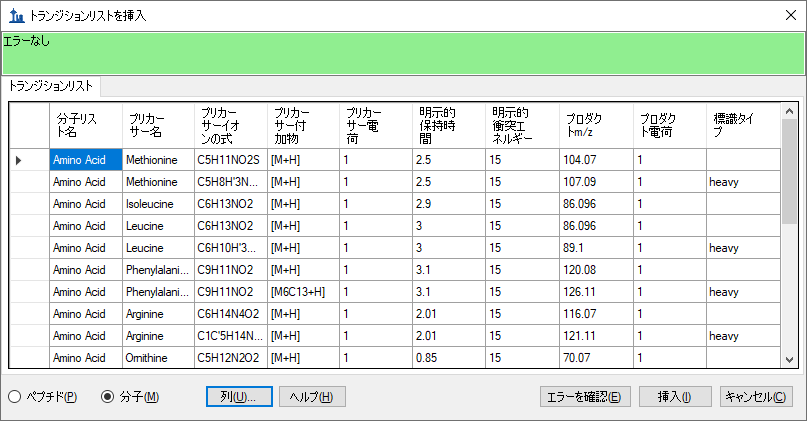 トランジションリストを挿入
エラーなし
トランジションリスト
分子リスト名 プリカーサー名 プリカーサーイオンの式 プリカーサー付加物 プリカーサー電荷 明示的保持時間 明示的衝突エネルギー プロダクトm/z プロダクト電荷 標識タイプ
Amino Acid Methionine C5H11NO2S [M+H] 1 2.5 15 104.07 1
Amino Acid Methionine C5H8H'3N... [M+H] 1 2.5 15 107.09 1 heavy
Amino Acid Isoleucine C6H13NO2 [M+H] 1 2.9 15 86.096 1
Amino Acid Leucine C6H13NO2 [M+H] 1 3 15 86.096 1
Amino Acid Leucine C6H10H'3... [M+H] 1 3 15 89.1 1 heavy
Amino Acid Phenylalani... C9H11NO2 [M+H] 1 3.1 15 120.08 1
Amino Acid Phenylalani... C9H11NO2 [M6C13+H] 1 3.1 15 126.11 1 heavy
Amino Acid Arginine C6H14N4O2 [M+H] 1 2.01 15 116.07 1
Amino Acid Arginine C1C'5H14N... [M+H] 1 2.01 15 121.11 1 heavy
Amino Acid Ornithine C5H12N2O2 [M+H] 1 0.85 15 70.07 1
ペプチド(P) 分子(M) 列(U)... ヘルプ(H) エラーを確認(E) 挿入(I) キャンセル(C)